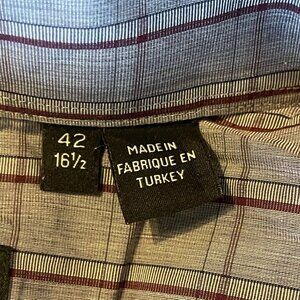 42
16½
MADE IN
FABRIQUE EN
TURKEY